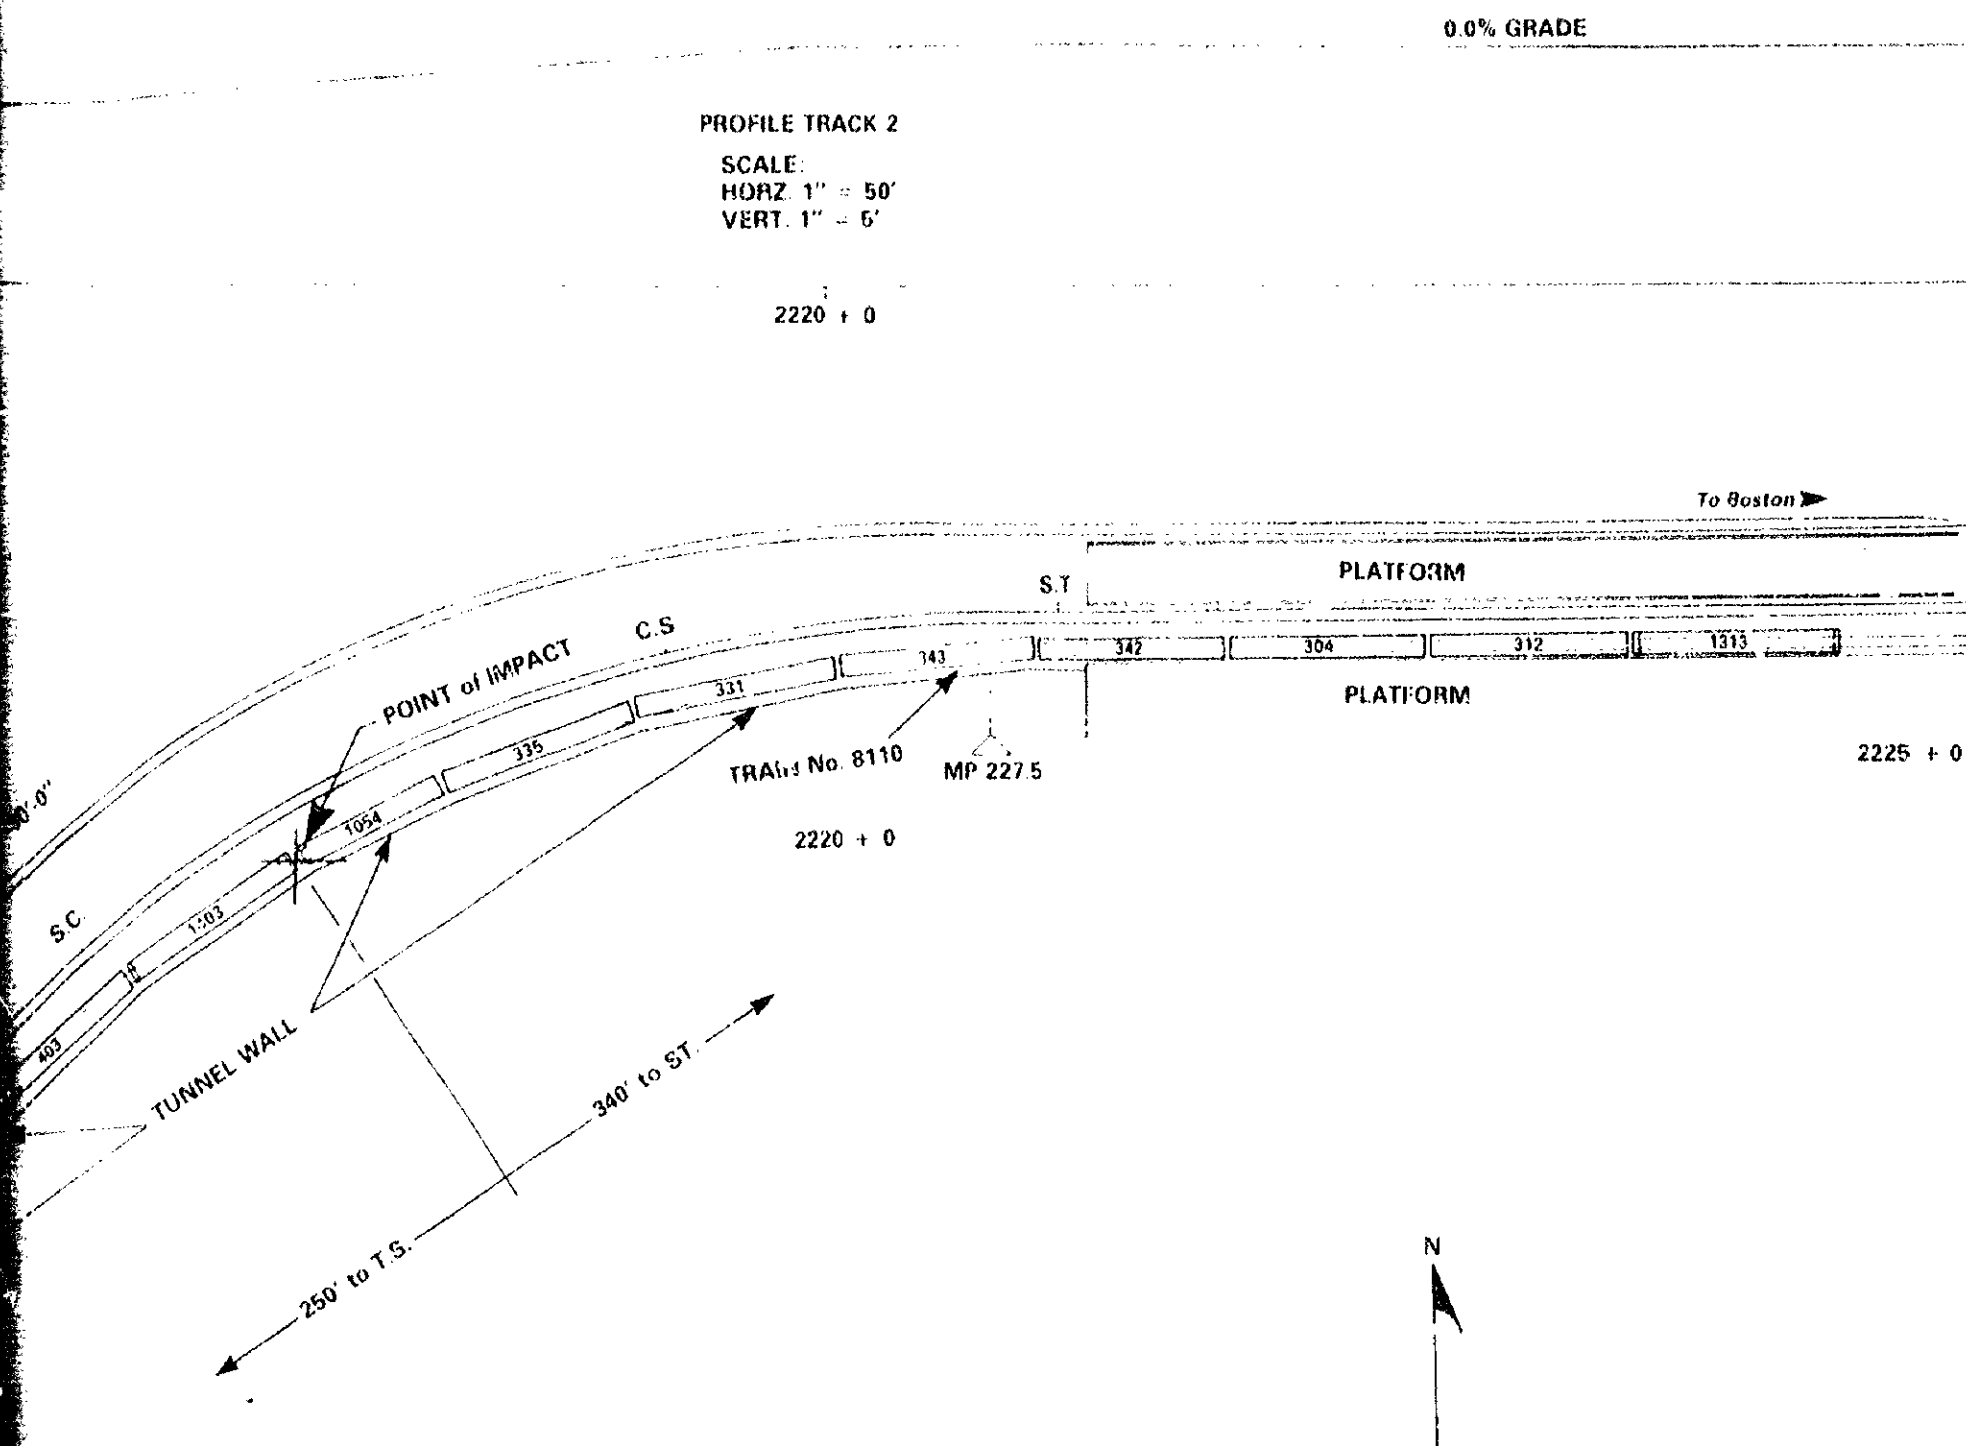 0.0% GRADE
PROFILE TRACK 2
SCALE:
HORZ. 1" = 50'
VERT. 1" = 5'
2220 + 0
To Boston
PLATFORM
S.T
C.S
POINT of IMPACT
342
304
312
1313
343
331
335
1054
PLATFORM
TRAIN No. 8110
MP 227.5
2225 + 0
2220 + 0
0'-0"
S.C.
403
TUNNEL WALL
340' to ST.
250' to T.S.
N